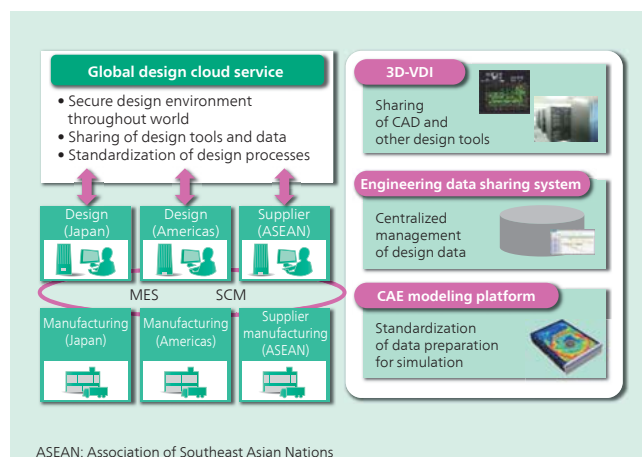 Global design cloud service
• Secure design environment
throughout world
• Sharing of design tools and data
• Standardization of design processes
Design
(Japan)
Design
(Americas)
Supplier
(ASEAN)
MES
SCM
Manufacturing
(Japan)
Manufacturing
(Americas)
Supplier
manufacturing
(ASEAN)
3D-VDI
Sharing
of CAD and
other design tools
Engineering data sharing system
Centralized
management
of design data
CAE modeling platform
Standardization
of data preparation
for simulation
ASEAN: Association of Southeast Asian Nations